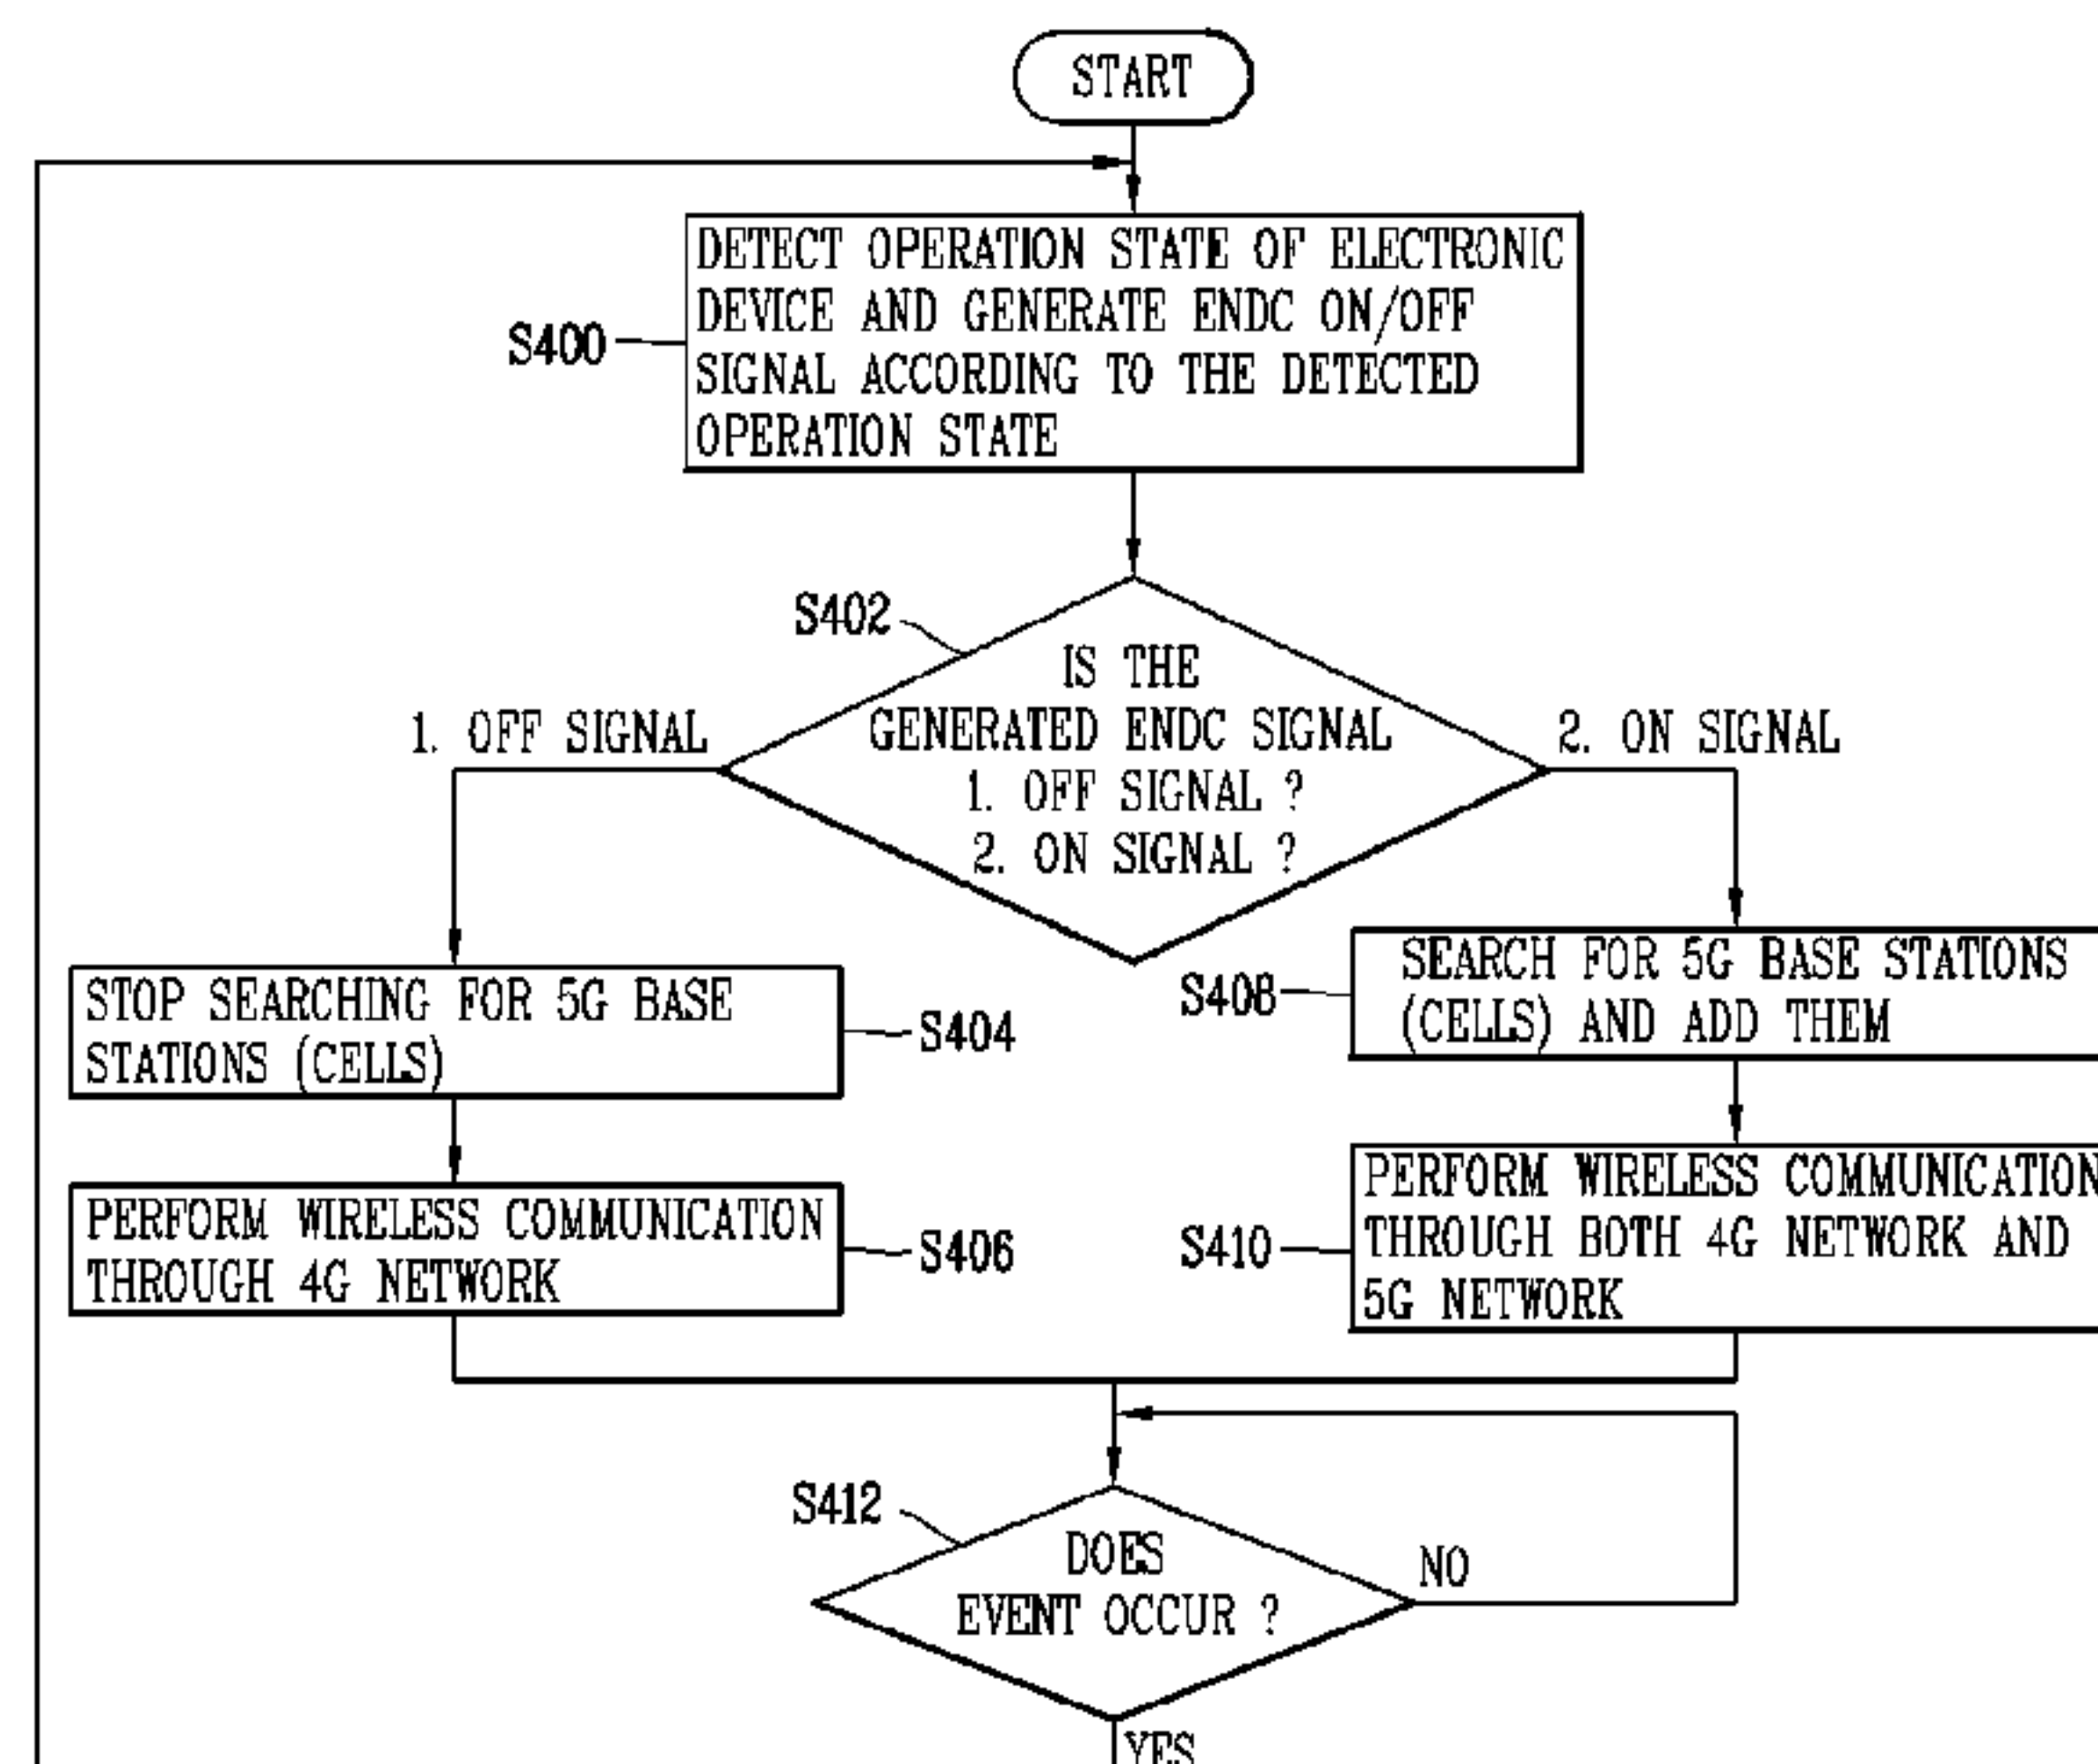 START
DETECT OPERATION STATE OF ELECTRONIC
DEVICE AND GENERATE ENDC ON/OFF
SIGNAL ACCORDING TO THE DETECTED
OPERATION STATE
S400
S402
IS THE
GENERATED ENDC SIGNAL
1. OFF SIGNAL ?
2. ON SIGNAL ?
1. OFF SIGNAL
2. ON SIGNAL
STOP SEARCHING FOR 5G BASE
STATIONS (CELLS)
S404
S408
SEARCH FOR 5G BASE STATIONS
(CELLS) AND ADD THEM
PERFORM WIRELESS COMMUNICATION
THROUGH 4G NETWORK
S406
S410
PERFORM WIRELESS COMMUNICATION
THROUGH BOTH 4G NETWORK AND
5G NETWORK
S412
DOES
EVENT OCCUR ?
NO
YES